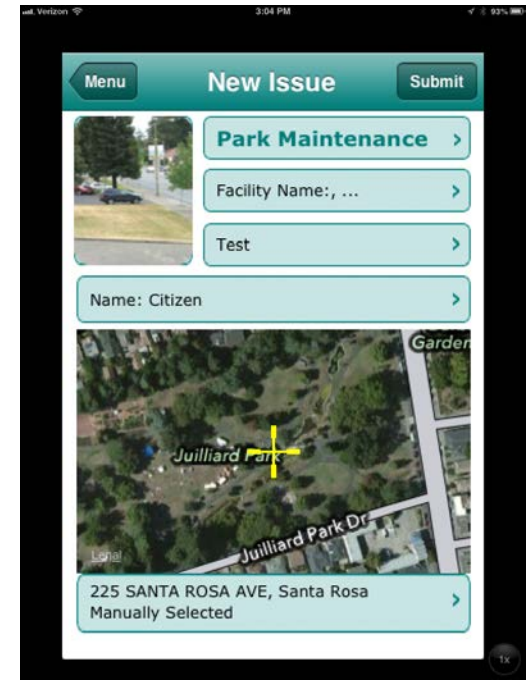 Verizon 3:04 PM 93%
Menu New Issue Submit
Park Maintenance >
Facility Name:, ... >
Test >
Name: Citizen >
Garden
Juilliard Park
Juilliard Park Dr
Legal
225 SANTA ROSA AVE, Santa Rosa >
Manually Selected
1x